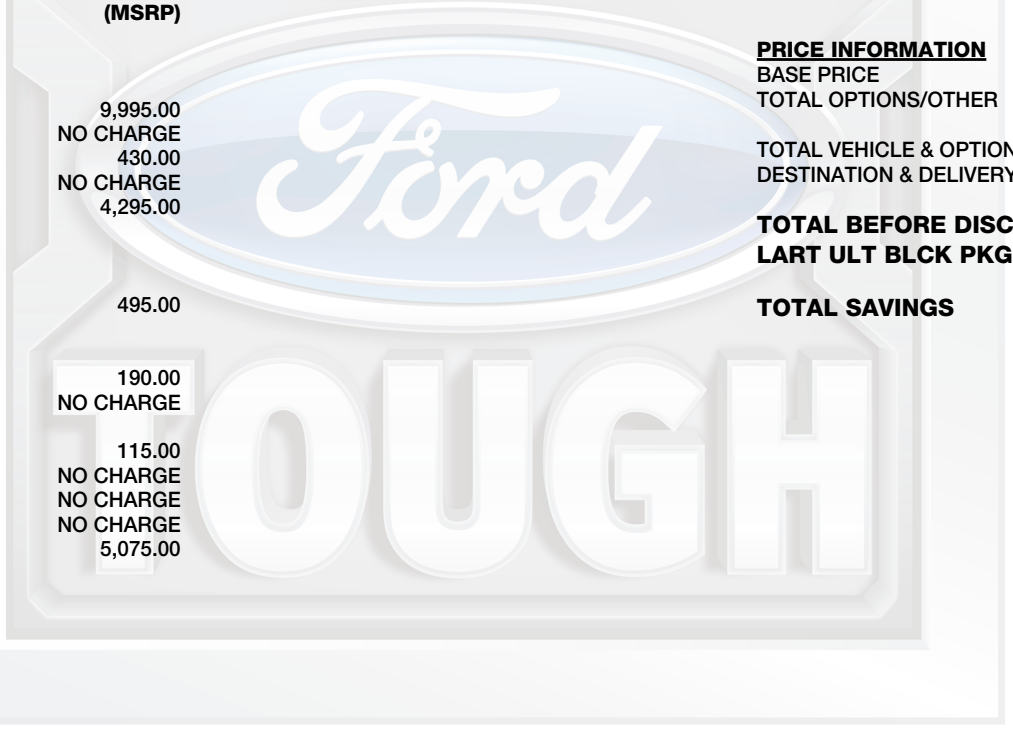 (MSRP)
9,995.00
NO CHARGE
430.00
NO CHARGE
4,295.00
495.00
190.00
NO CHARGE
115.00
NO CHARGE
NO CHARGE
NO CHARGE
5,075.00
PRICE INFORMATION
BASE PRICE
TOTAL OPTIONS/OTHER
TOTAL VEHICLE & OPTION
DESTINATION & DELIVERY
TOTAL BEFORE DISC
LART ULT BLCK PKG
TOTAL SAVINGS
Ford
TOUGH